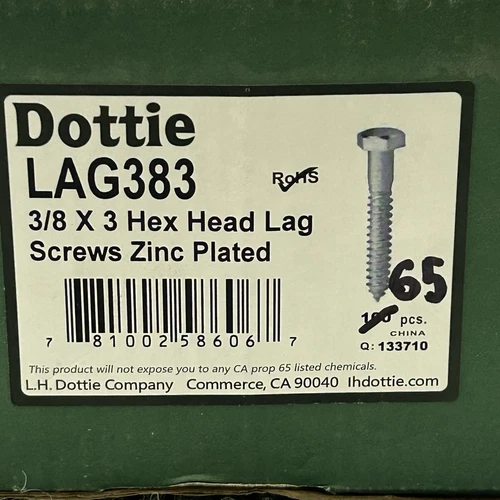 Dottie
LAG383
RoHS
3/8 X 3 Hex Head Lag
Screws Zinc Plated
65
100 pcs.
CHINA
Q: 133710
7 81002 58606 7
This product will not expose you to any CA prop 65 listed chemicals.
L.H. Dottie Company Commerce, CA 90040 lhdottie.com